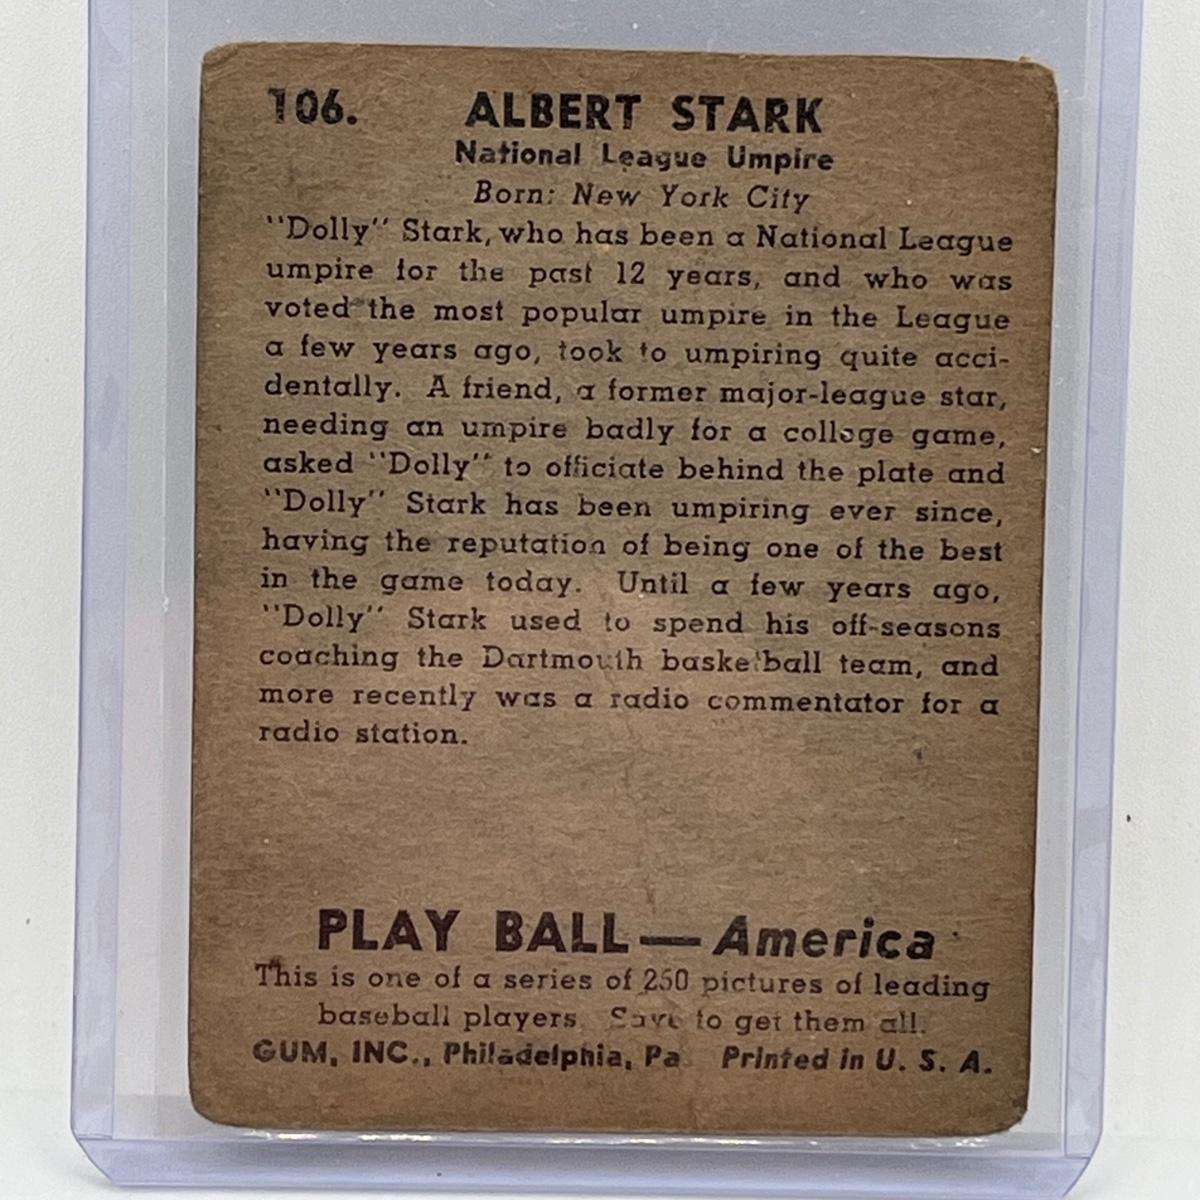 106. ALBERT STARK
National League Umpire
Born: New York City
"Dolly" Stark, who has been a National League
umpire for the past 12 years, and who was
voted the most popular umpire in the League
a few years ago, took to umpiring quite acci-
dentally. A friend, a former major-league star,
needing an umpire badly for a college game,
asked "Dolly" to officiate behind the plate and
"Dolly" Stark has been umpiring ever since,
having the reputation of being one of the best
in the game today. Until a few years ago,
"Dolly" Stark used to spend his off-seasons
coaching the Dartmouth basketball team, and
more recently was a radio commentator for a
radio station.
PLAY BALL — America
This is one of a series of 250 pictures of leading
baseball players. Save to get them all.
GUM, INC., Philadelphia, Pa Printed in U. S. A.